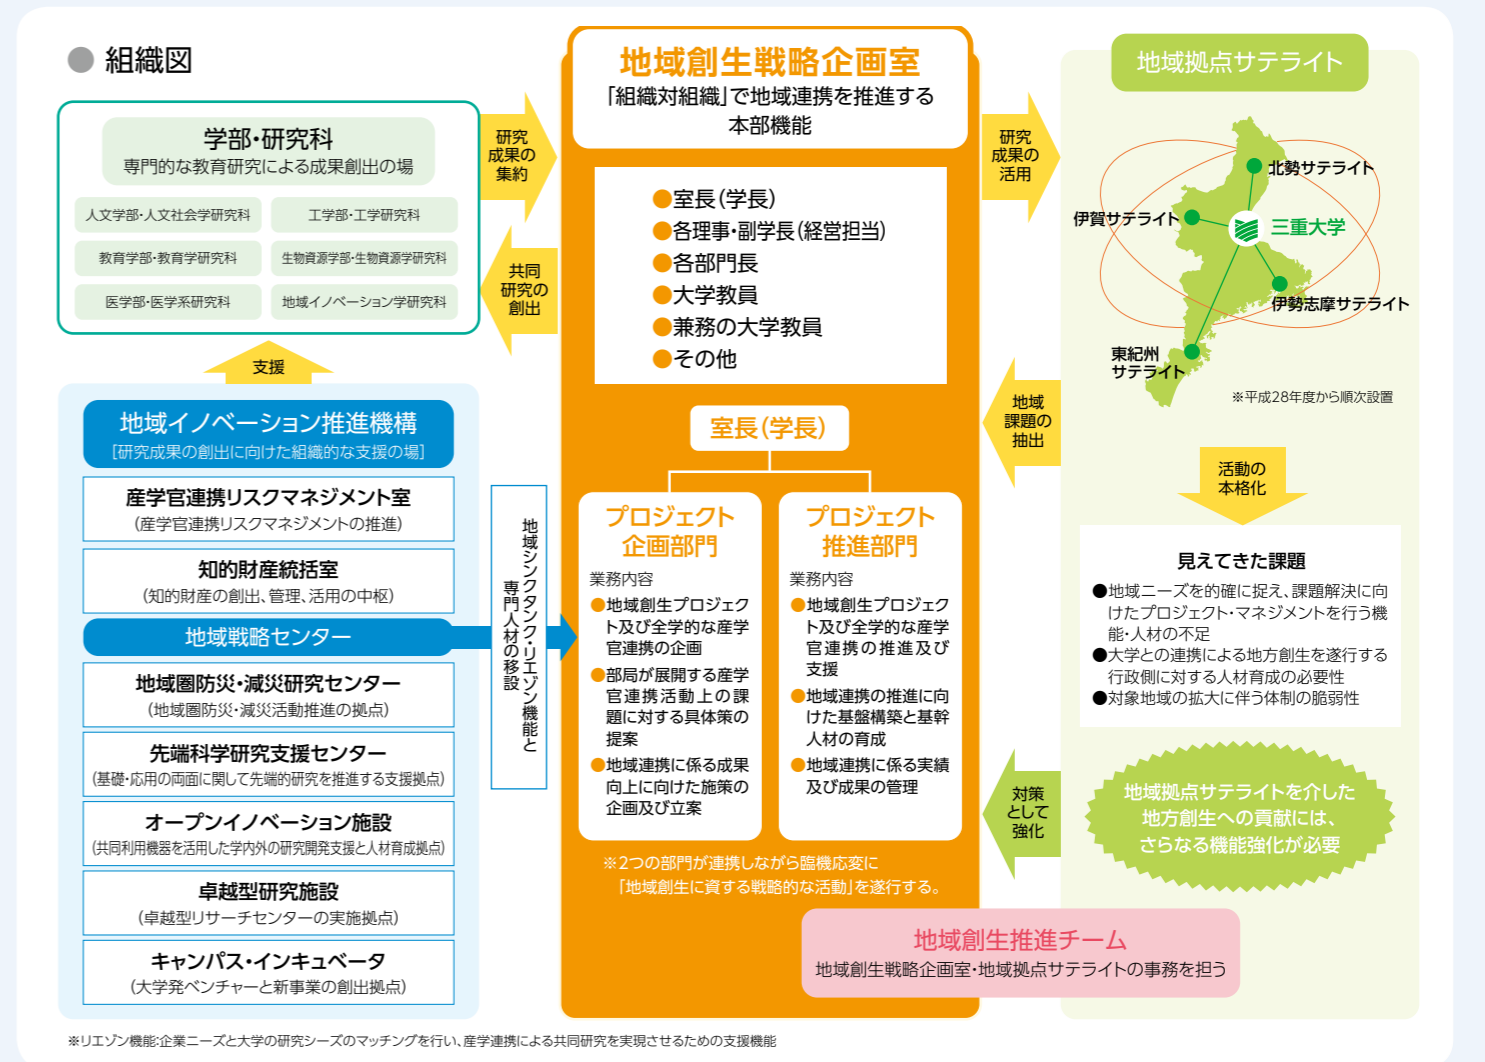 組織図
学部・研究科
専門的な教育研究による成果創出の場
人文学部・人文社会学研究科
工学部・工学研究科
教育学部・教育学研究科
生物資源学部・生物資源学研究科
医学部・医学系研究科
地域イノベーション学研究科
支援
地域イノベーション推進機構
［研究成果の創出に向けた組織的な支援の場］
産学官連携リスクマネジメント室
（産学官連携リスクマネジメントの推進）
知的財産統括室
（知的財産の創出、管理、活用の中枢）
地域戦略センター
地域圏防災・減災研究センター
（地域圏防災・減災活動推進の拠点）
先端科学研究支援センター
（基礎・応用の両面に関して先端的研究を推進する支援拠点）
オープンイノベーション施設
（共同利用機器を活用した学内外の研究開発支援と人材育成拠点）
卓越型研究施設
（卓越型リサーチセンターの実施拠点）
キャンパス・インキュベータ
（大学発ベンチャーと新事業の創出拠点）
研究
成果の
集約
共同
研究の
創出
地域シンクタンク・リエゾン機能と
専門人材の移設
地域創生戦略企画室
「組織対組織」で地域連携を推進する
本部機能
●室長（学長）
●各理事・副学長（経営担当）
●各部門長
●大学教員
●兼務の大学教員
●その他
室長（学長）
プロジェクト
企画部門
業務内容
●地域創生プロジェク
ト及び全学的な産学
官連携の企画
●部局が展開する産学
官連携活動上の課
題に対する具体策の
提案
●地域連携に係る成果
向上に向けた施策の
企画及び立案
プロジェクト
推進部門
業務内容
●地域創生プロジェク
ト及び全学的な産学
官連携の推進及び
支援
●地域連携の推進に向
けた基盤構築と基幹
人材の育成
●地域連携に係る実績
及び成果の管理
※2つの部門が連携しながら臨機応変に
「地域創生に資する戦略的な活動」を遂行する。
研究
成果の
活用
地域
課題の
抽出
対策
として
強化
地域拠点サテライト
北勢サテライト
伊賀サテライト
三重大学
伊勢志摩サテライト
東紀州
サテライト
※平成28年度から順次設置
活動の
本格化
見えてきた課題
●地域ニーズを的確に捉え、課題解決に向
けたプロジェクト・マネジメントを行う機
能・人材の不足
●大学との連携による地方創生を遂行する
行政側に対する人材育成の必要性
●対象地域の拡大に伴う体制の脆弱性
地域拠点サテライトを介した
地方創生への貢献には、
さらなる機能強化が必要
地域創生推進チーム
地域創生戦略企画室・地域拠点サテライトの事務を担う
※リエゾン機能:企業ニーズと大学の研究シーズのマッチングを行い、産学連携による共同研究を実現させるための支援機能